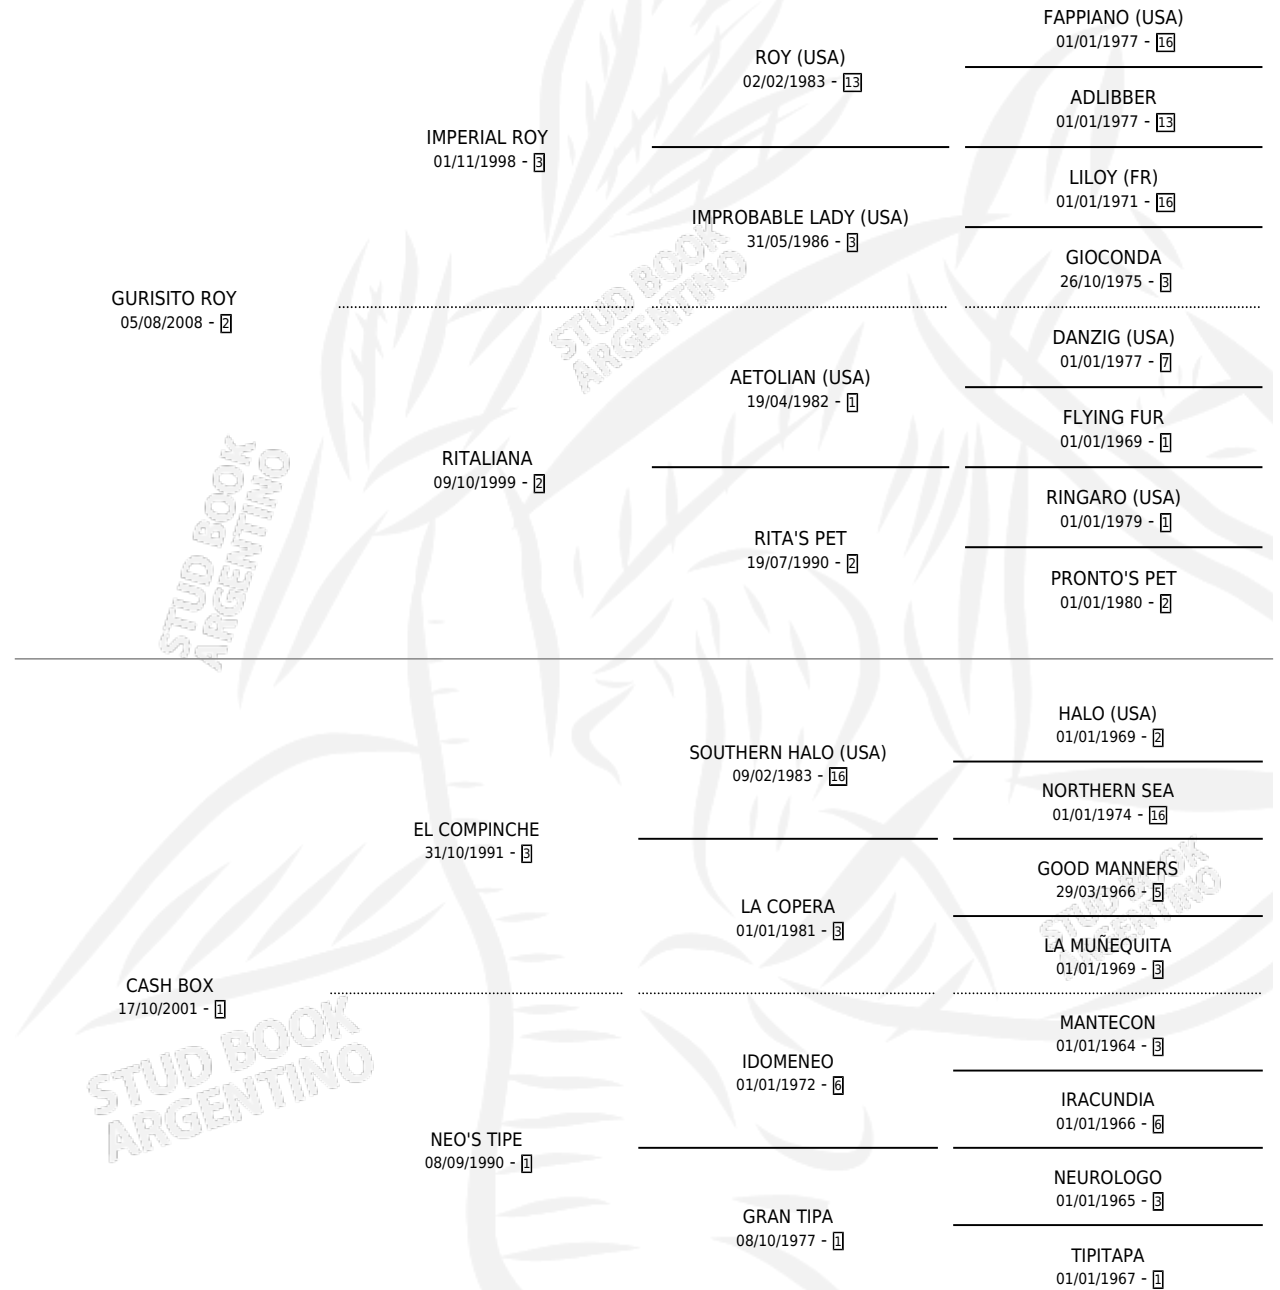 FAPPIANO (USA)
01/01/1977 - 16
ROY (USA)
02/02/1983 - 13
ADLIBBER
01/01/1977 - 13
IMPERIAL ROY
01/11/1998 - 3
LILOY (FR)
01/01/1971 - 16
IMPROBABLE LADY (USA)
31/05/1986 - 3
GIOCONDA
26/10/1975 - 3
GURISITO ROY
05/08/2008 - 2
DANZIG (USA)
01/01/1977 - 7
AETOLIAN (USA)
19/04/1982 - 1
FLYING FUR
01/01/1969 - 1
RITALIANA
09/10/1999 - 2
RINGARO (USA)
01/01/1979 - 1
RITA'S PET
19/07/1990 - 2
PRONTO'S PET
01/01/1980 - 2
HALO (USA)
01/01/1969 - 2
SOUTHERN HALO (USA)
09/02/1983 - 16
NORTHERN SEA
01/01/1974 - 16
EL COMPINCHE
31/10/1991 - 3
GOOD MANNERS
29/03/1966 - 5
LA COPERA
01/01/1981 - 3
LA MUÑEQUITA
01/01/1969 - 3
CASH BOX
17/10/2001 - 1
MANTECON
01/01/1964 - 3
IDOMENEO
01/01/1972 - 6
IRACUNDIA
01/01/1966 - 6
NEO'S TIPE
08/09/1990 - 1
NEUROLOGO
01/01/1965 - 3
GRAN TIPA
08/10/1977 - 1
TIPITAPA
01/01/1967 - 1
STUD BOOK
ARGENTINO
STUD BOOK
ARGENTINO
STUD BOOK
ARGENTINO
STUD BOOK
ARGENTINO